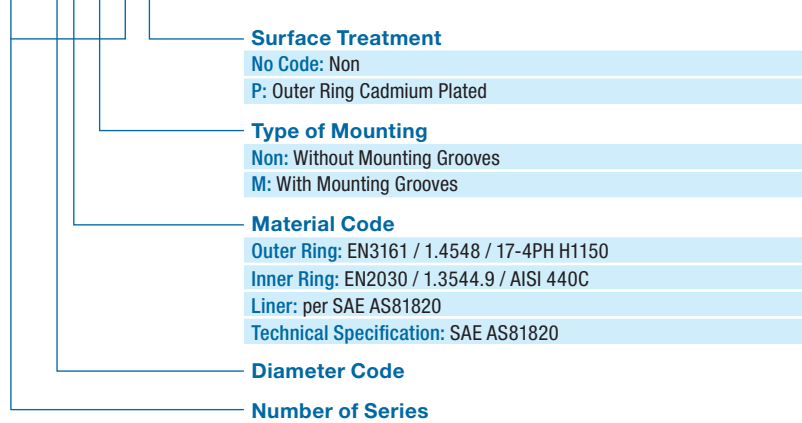 Surface Treatment
No Code: Non
P: Outer Ring Cadmium Plated
Type of Mounting
Non: Without Mounting Grooves
M: With Mounting Grooves
Material Code
Outer Ring: EN3161 / 1.4548 / 17-4PH H1150
Inner Ring: EN2030 / 1.3544.9 / AISI 440C
Liner: per SAE AS81820
Technical Specification: SAE AS81820
Diameter Code
Number of Series